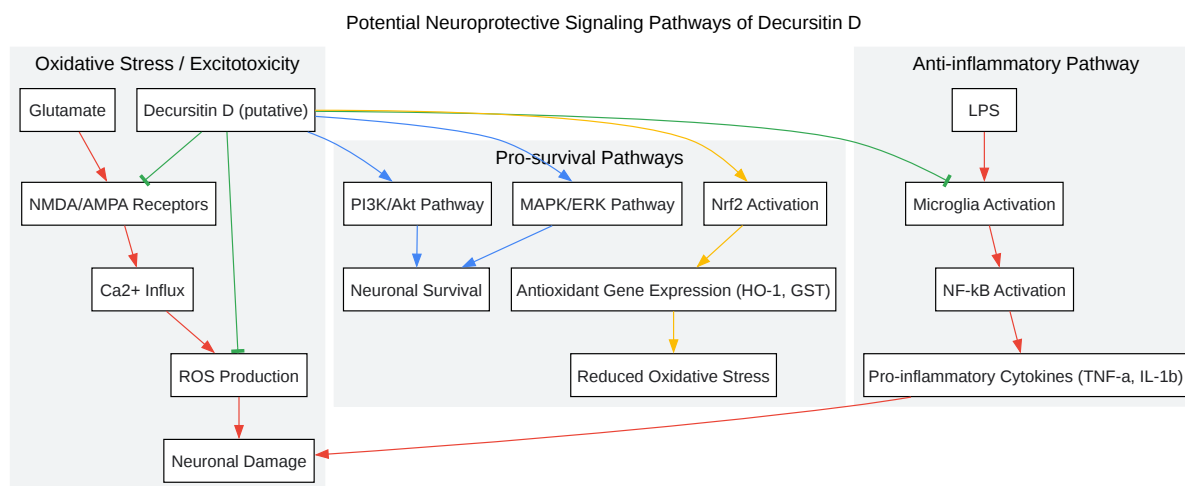 Potential Neuroprotective Signaling Pathways of Decursitin D
Oxidative Stress / Excitotoxicity
Anti-inflammatory Pathway
Glutamate
Decursitin D (putative)
LPS
Pro-survival Pathways
NMDA/AMPA Receptors
PI3K/Akt Pathway
MAPK/ERK Pathway
Nrf2 Activation
Microglia Activation
Ca2+ Influx
Neuronal Survival
Antioxidant Gene Expression (HO-1, GST)
NF-kB Activation
ROS Production
Reduced Oxidative Stress
Pro-inflammatory Cytokines (TNF-a, IL-1b)
Neuronal Damage